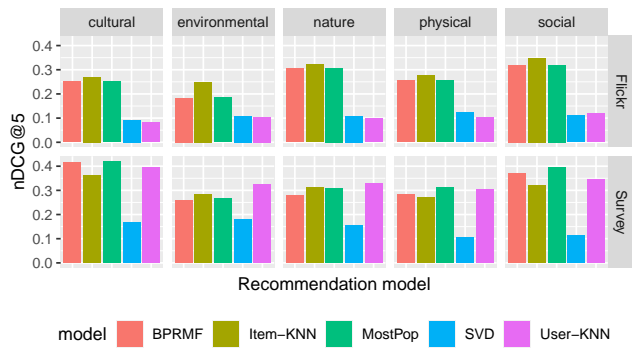 cultural environmental nature physical social
nDCG@5
0.4
0.3
0.2
0.1
0.0
Flickr
0.4
0.3
0.2
0.1
0.0
Survey
Recommendation model
model BPRMF Item−KNN MostPop SVD User−KNN